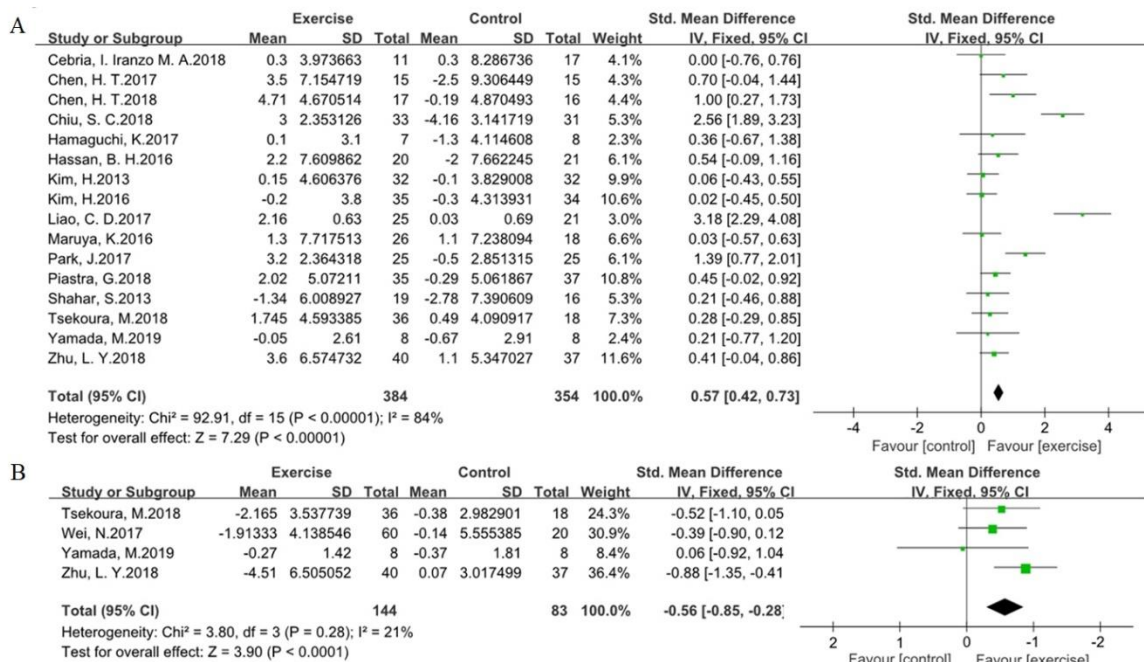 A
Exercise Control Std. Mean Difference Std. Mean Difference
Study or Subgroup Mean SD Total Mean SD Total Weight IV, Fixed, 95% CI IV, Fixed, 95% CI
Cebria, I. Iranzo M. A.2018 0.3 3.973663 11 0.3 8.286736 17 4.1% 0.00 [-0.76, 0.76]
Chen, H. T.2017 3.5 7.154719 15 -2.5 9.306449 15 4.3% 0.70 [-0.04, 1.44]
Chen, H. T.2018 4.71 4.670514 17 -0.19 4.870493 16 4.4% 1.00 [0.27, 1.73]
Chiu, S. C.2018 3 2.353126 33 -4.16 3.141719 31 5.3% 2.56 [1.89, 3.23]
Hamaguchi, K.2017 0.1 3.1 7 -1.3 4.114608 8 2.2% 0.36 [-0.67, 1.38]
Hassan, B. H.2016 2.2 7.609862 20 -2 7.662245 21 6.1% 0.54 [-0.09, 1.16]
Kim, H.2013 0.15 4.606376 32 -0.1 3.829008 32 9.9% 0.06 [-0.43, 0.55]
Kim, H.2016 -0.2 3.8 35 -0.3 4.313931 34 10.6% 0.02 [-0.45, 0.50]
Liao, C. D.2017 2.16 0.63 25 0.03 0.69 21 3.0% 3.18 [2.29, 4.08]
Maruya, K.2016 1.3 7.717513 26 1.1 7.238094 18 6.6% 0.03 [-0.57, 0.63]
Park, J.2017 3.2 2.364318 25 -0.5 2.851315 25 6.1% 1.39 [0.77, 2.01]
Piastra, G.2018 2.02 5.07211 35 -0.29 5.061867 37 10.8% 0.45 [-0.02, 0.92]
Shahar, S.2013 -1.34 6.008927 19 -2.78 7.390609 16 5.3% 0.21 [-0.46, 0.88]
Tsekoura, M.2018 1.745 4.593385 36 0.49 4.090917 18 7.3% 0.28 [-0.29, 0.85]
Yamada, M.2019 -0.05 2.61 8 -0.67 2.91 8 2.4% 0.21 [-0.77, 1.20]
Zhu, L. Y.2018 3.6 6.574732 40 1.1 5.347027 37 11.6% 0.41 [-0.04, 0.86]
Total (95% CI) 384 354 100.0% 0.57 [0.42, 0.73]
Heterogeneity: Chi² = 92.91, df = 15 (P < 0.00001); I² = 84%
Test for overall effect: Z = 7.29 (P < 0.00001)
-4 -2 0 2 4
Favour [control] Favour [exercise]
B
Exercise Control Std. Mean Difference Std. Mean Difference
Study or Subgroup Mean SD Total Mean SD Total Weight IV, Fixed, 95% CI IV, Fixed, 95% CI
Tsekoura, M.2018 -2.165 3.537739 36 -0.38 2.982901 18 24.3% -0.52 [-1.10, 0.05
Wei, N.2017 -1.91333 4.138546 60 -0.14 5.555385 20 30.9% -0.39 [-0.90, 0.12
Yamada, M.2019 -0.27 1.42 8 -0.37 1.81 8 8.4% 0.06 [-0.92, 1.04
Zhu, L. Y.2018 -4.51 6.505052 40 0.07 3.017499 37 36.4% -0.88 [-1.35, -0.41
Total (95% CI) 144 83 100.0% -0.56 [-0.85, -0.28]
Heterogeneity: Chi² = 3.80, df = 3 (P = 0.28); I² = 21%
Test for overall effect: Z = 3.90 (P < 0.0001)
2 1 0 -1 -2
Favour [control] Favour [exercise]